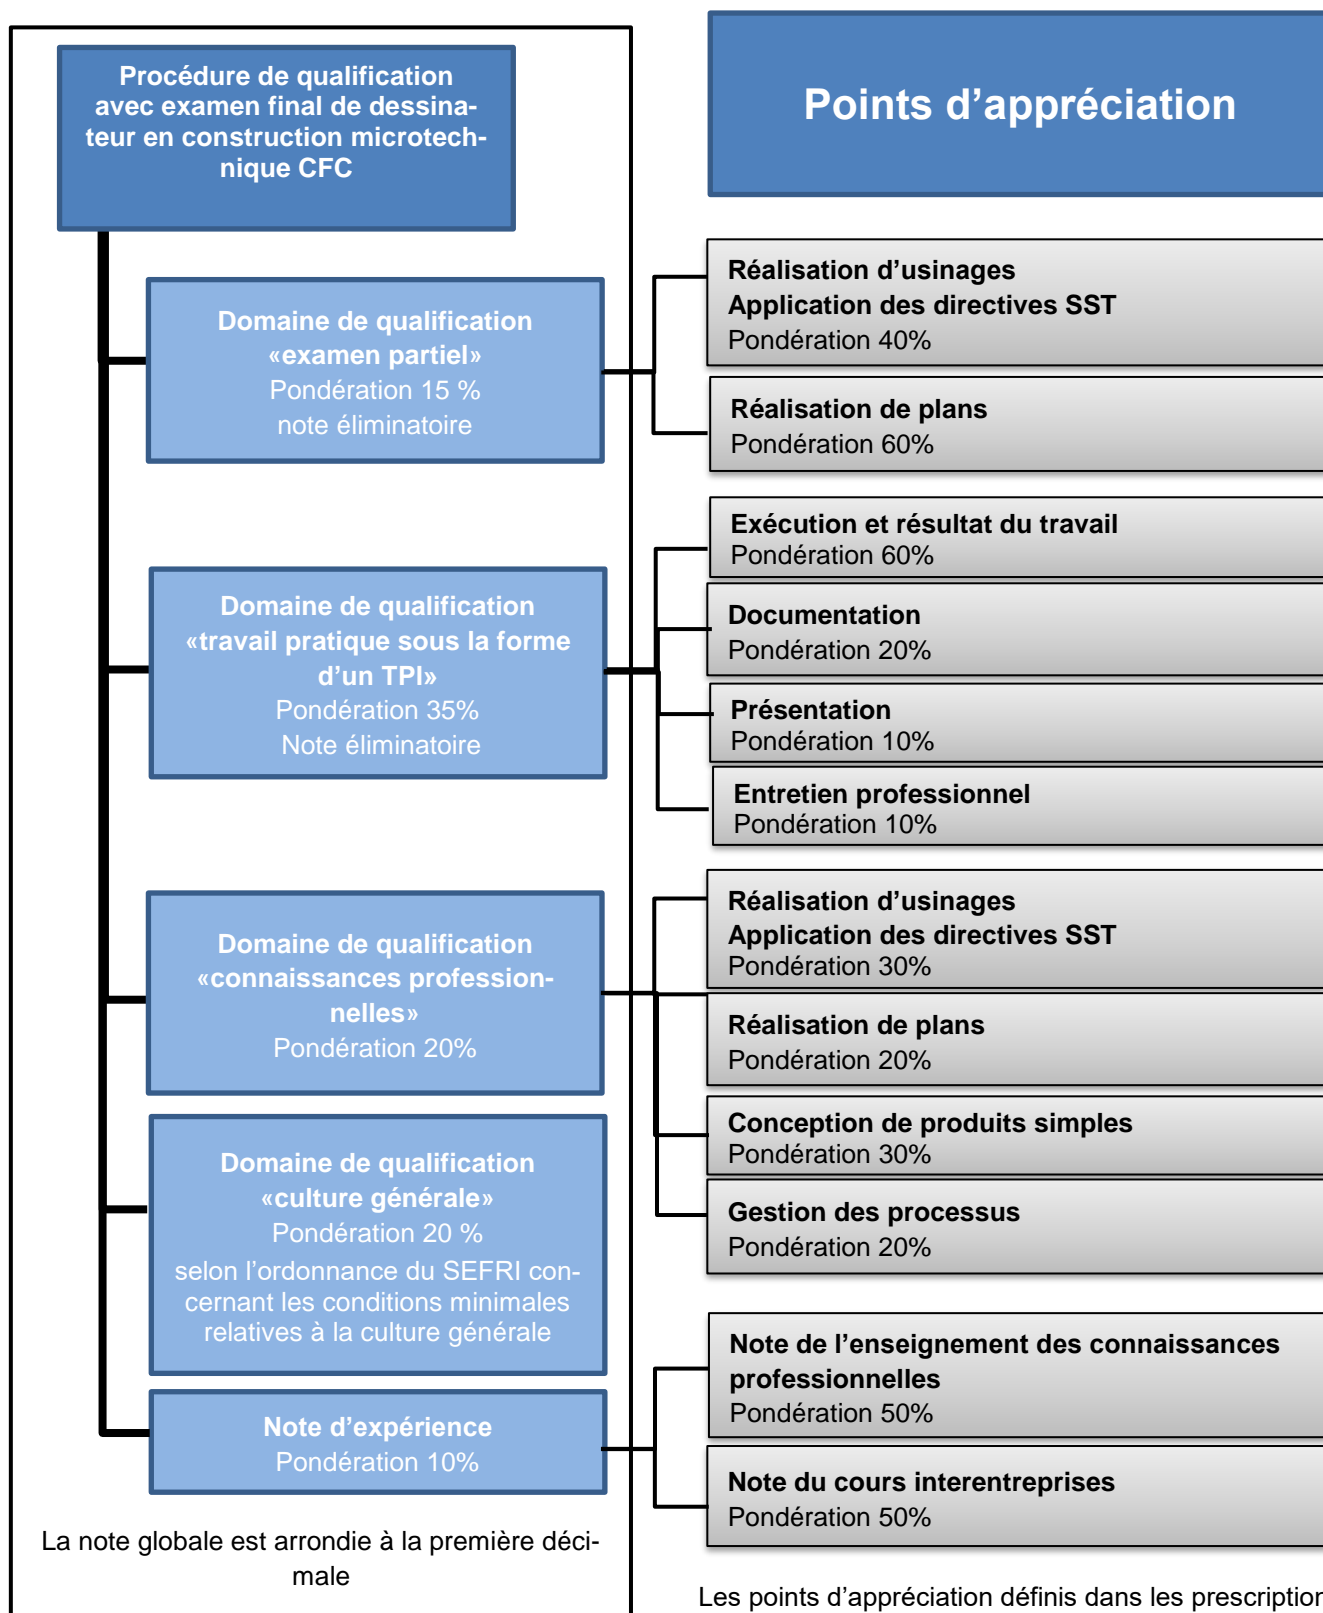 Procédure de qualification
avec examen final de dessina-
teur en construction microtech-
nique CFC
Points d’appréciation
Domaine de qualification
«examen partiel»
Pondération 15 %
note éliminatoire
Réalisation d’usinages
Application des directives SST
Pondération 40%
Réalisation de plans
Pondération 60%
Domaine de qualification
«travail pratique sous la forme
d’un TPI»
Pondération 35%
Note éliminatoire
Exécution et résultat du travail
Pondération 60%
Documentation
Pondération 20%
Présentation
Pondération 10%
Entretien professionnel
Pondération 10%
Domaine de qualification
«connaissances profession-
nelles»
Pondération 20%
Réalisation d’usinages
Application des directives SST
Pondération 30%
Réalisation de plans
Pondération 20%
Conception de produits simples
Pondération 30%
Gestion des processus
Pondération 20%
Domaine de qualification
«culture générale»
Pondération 20 %
selon l’ordonnance du SEFRI con-
cernant les conditions minimales
relatives à la culture générale
Note d’expérience
Pondération 10%
Note de l’enseignement des connaissances
professionnelles
Pondération 50%
Note du cours interentreprises
Pondération 50%
La note globale est arrondie à la première déci-
male
Les points d’appréciation définis dans les prescription